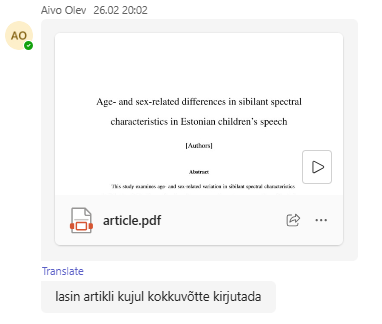 Aivo Olev 26.02 20:02
AO
Age- and sex-related differences in sibilant spectral
characteristics in Estonian children's speech
[Authors]
Abstract
This study examines age- and sex-related variation in sibilant spectral characteristics
article.pdf
Translate
lasin artikli kujul kokkuvõtte kirjutada